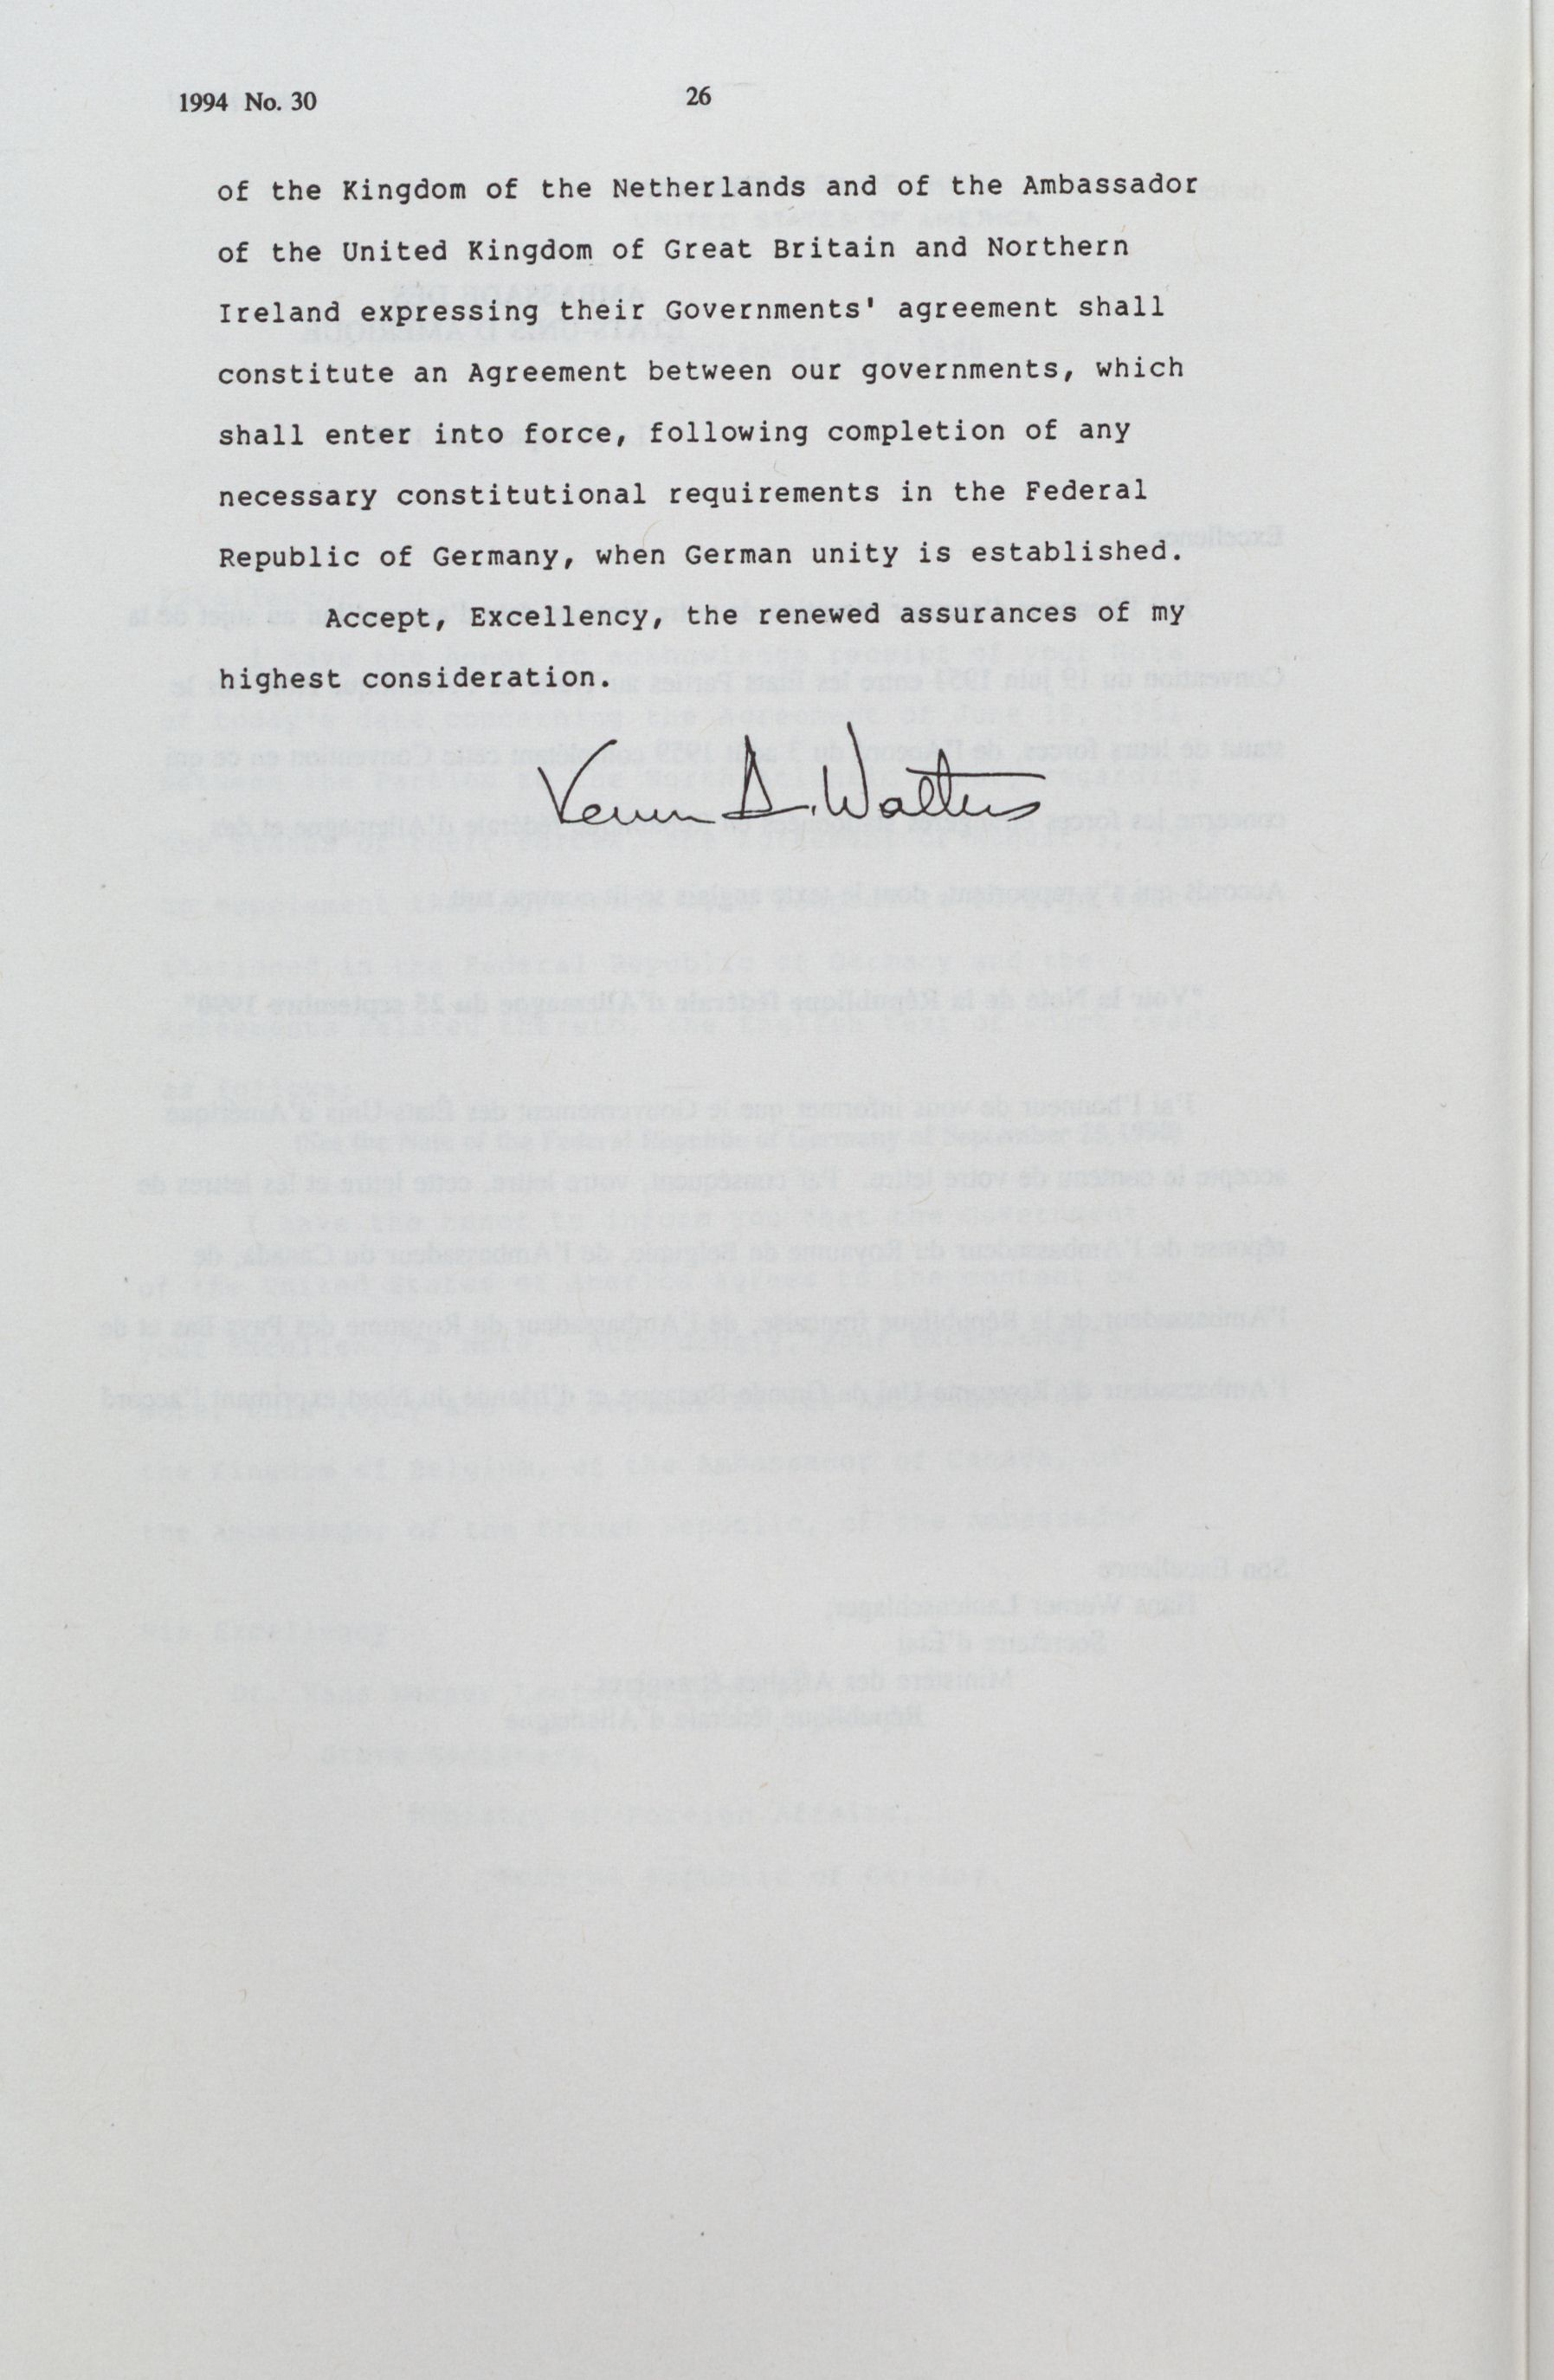 1994 No. 30
26
of the Kingdom of the Netherlands and of the Ambassador
of the United Kingdom of Great Britain and Northern
Ireland expressing their Governments' agreement shall
constitute an Agreement between our governments, which
shall enter into force, following completion of any
necessary constitutional requirements in the Federal
Republic of Germany, when German unity is established.
Accept, Excellency, the renewed assurances of my
highest consideration.
Vernon A. Walters